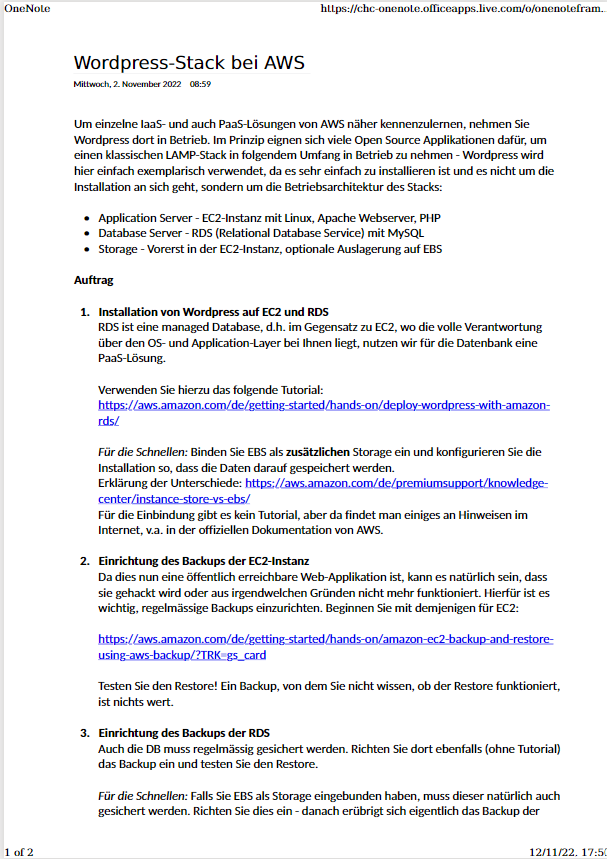 OneNote
https://chc-onenote.officeapps.live.com/o/onenotefram...
Wordpress-Stack bei AWS
Mittwoch, 2. November 2022 08:59
Um einzelne IaaS- und auch PaaS-Lösungen von AWS näher kennenzulernen, nehmen Sie
Wordpress dort in Betrieb. Im Prinzip eignen sich viele Open Source Applikationen dafür, um
einen klassischen LAMP-Stack in folgendem Umfang in Betrieb zu nehmen - Wordpress wird
hier einfach exemplarisch verwendet, da es sehr einfach zu installieren ist und es nicht um die
Installation an sich geht, sondern um die Betriebsarchitektur des Stacks:
• Application Server - EC2-Instanz mit Linux, Apache Webserver, PHP
• Database Server - RDS (Relational Database Service) mit MySQL
• Storage - Vorerst in der EC2-Instanz, optionale Auslagerung auf EBS
Auftrag
1. Installation von Wordpress auf EC2 und RDS
RDS ist eine managed Database, d.h. im Gegensatz zu EC2, wo die volle Verantwortung
über den OS- und Application-Layer bei Ihnen liegt, nutzen wir für die Datenbank eine
PaaS-Lösung.
Verwenden Sie hierzu das folgende Tutorial:
https://aws.amazon.com/de/getting-started/hands-on/deploy-wordpress-with-amazon-
rds/
Für die Schnellen: Binden Sie EBS als zusätzlichen Storage ein und konfigurieren Sie die
Installation so, dass die Daten darauf gespeichert werden.
Erklärung der Unterschiede: https://aws.amazon.com/de/premiumsupport/knowledge-
center/instance-store-vs-ebs/
Für die Einbindung gibt es kein Tutorial, aber da findet man einiges an Hinweisen im
Internet, v.a. in der offiziellen Dokumentation von AWS.
2. Einrichtung des Backups der EC2-Instanz
Da dies nun eine öffentlich erreichbare Web-Applikation ist, kann es natürlich sein, dass
sie gehackt wird oder aus irgendwelchen Gründen nicht mehr funktioniert. Hierfür ist es
wichtig, regelmässige Backups einzurichten. Beginnen Sie mit demjenigen für EC2:
https://aws.amazon.com/de/getting-started/hands-on/amazon-ec2-backup-and-restore-
using-aws-backup/?TRK=gs_card
Testen Sie den Restore! Ein Backup, von dem Sie nicht wissen, ob der Restore funktioniert,
ist nichts wert.
3. Einrichtung des Backups der RDS
Auch die DB muss regelmässig gesichert werden. Richten Sie dort ebenfalls (ohne Tutorial)
das Backup ein und testen Sie den Restore.
Für die Schnellen: Falls Sie EBS als Storage eingebunden haben, muss dieser natürlich auch
gesichert werden. Richten Sie dies ein - danach erübrigt sich eigentlich das Backup der
1 of 2
12/11/22, 17:50